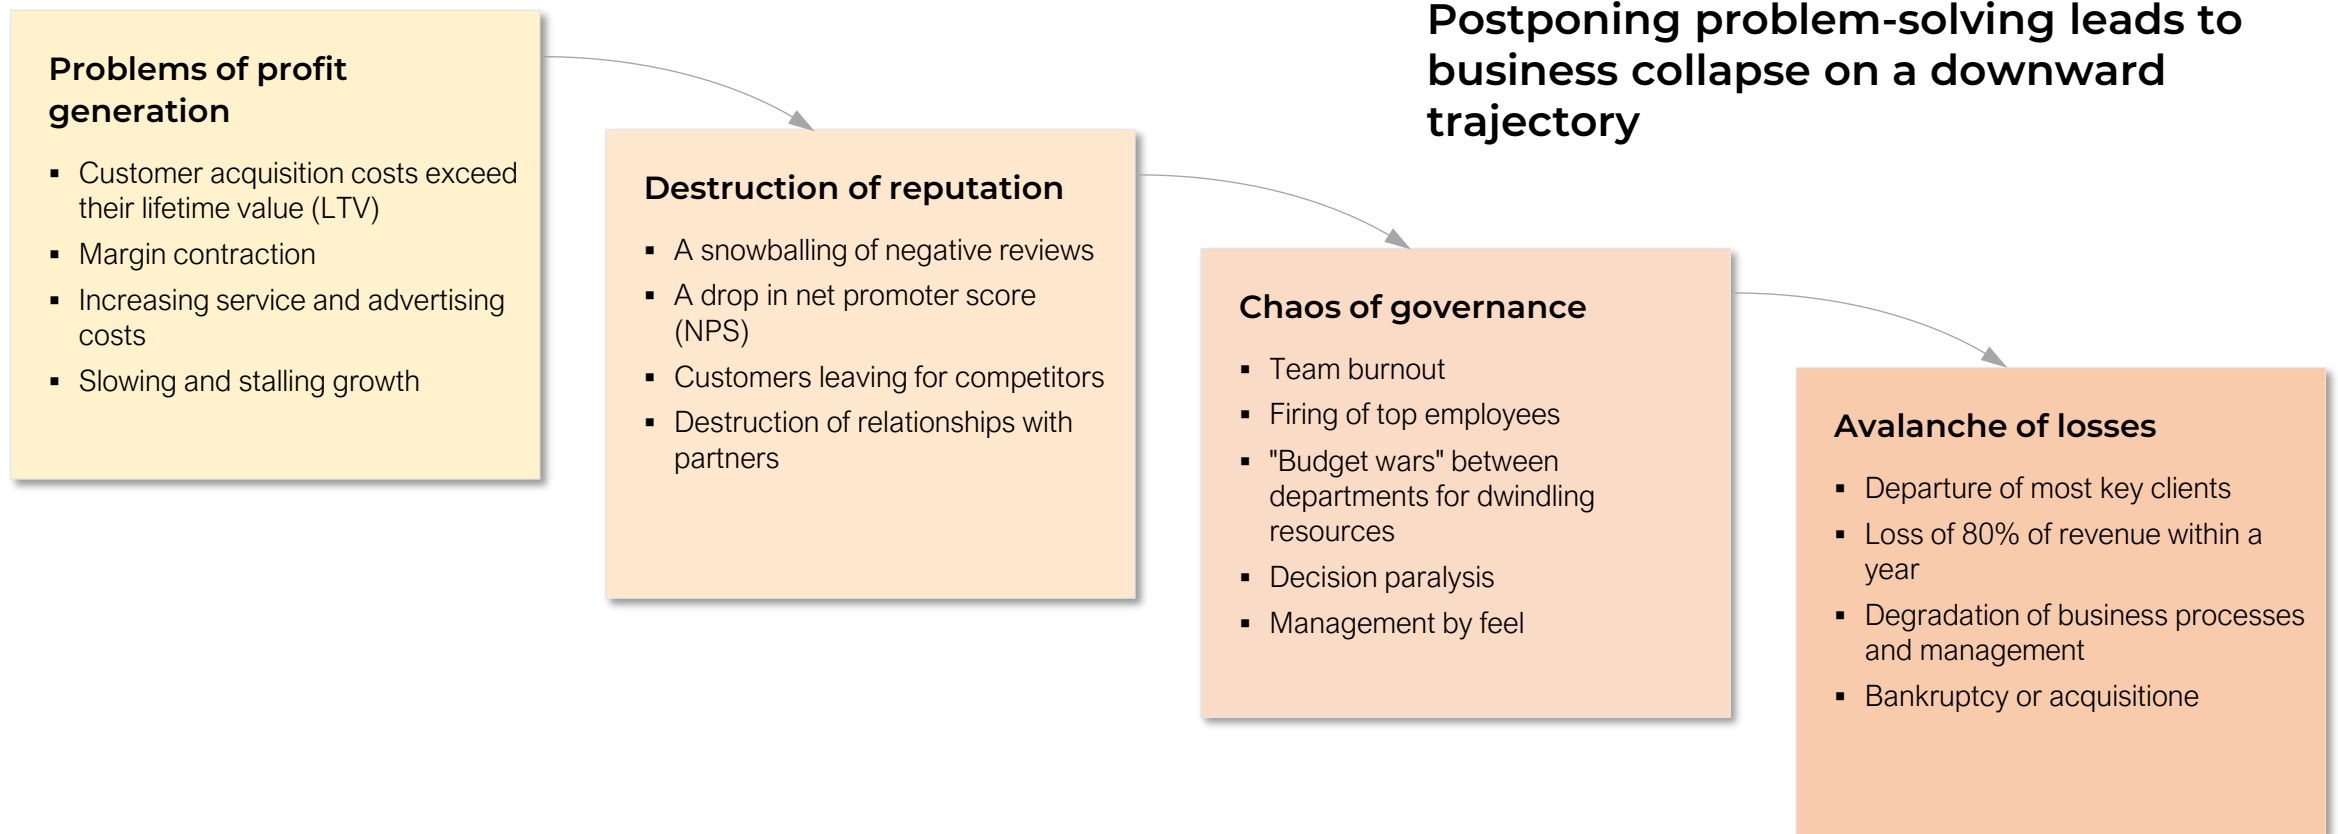 Postponing problem-solving leads to
business collapse on a downward
trajectory
Problems of profit
generation
▪ Customer acquisition costs exceed
their lifetime value (LTV)
▪ Margin contraction
▪ Increasing service and advertising
costs
▪ Slowing and stalling growth
Destruction of reputation
▪ A snowballing of negative reviews
▪ A drop in net promoter score
(NPS)
▪ Customers leaving for competitors
▪ Destruction of relationships with
partners
Chaos of governance
▪ Team burnout
▪ Firing of top employees
▪ "Budget wars" between
departments for dwindling
resources
▪ Decision paralysis
▪ Management by feel
Avalanche of losses
▪ Departure of most key clients
▪ Loss of 80% of revenue within a
year
▪ Degradation of business processes
and management
▪ Bankruptcy or acquisitione